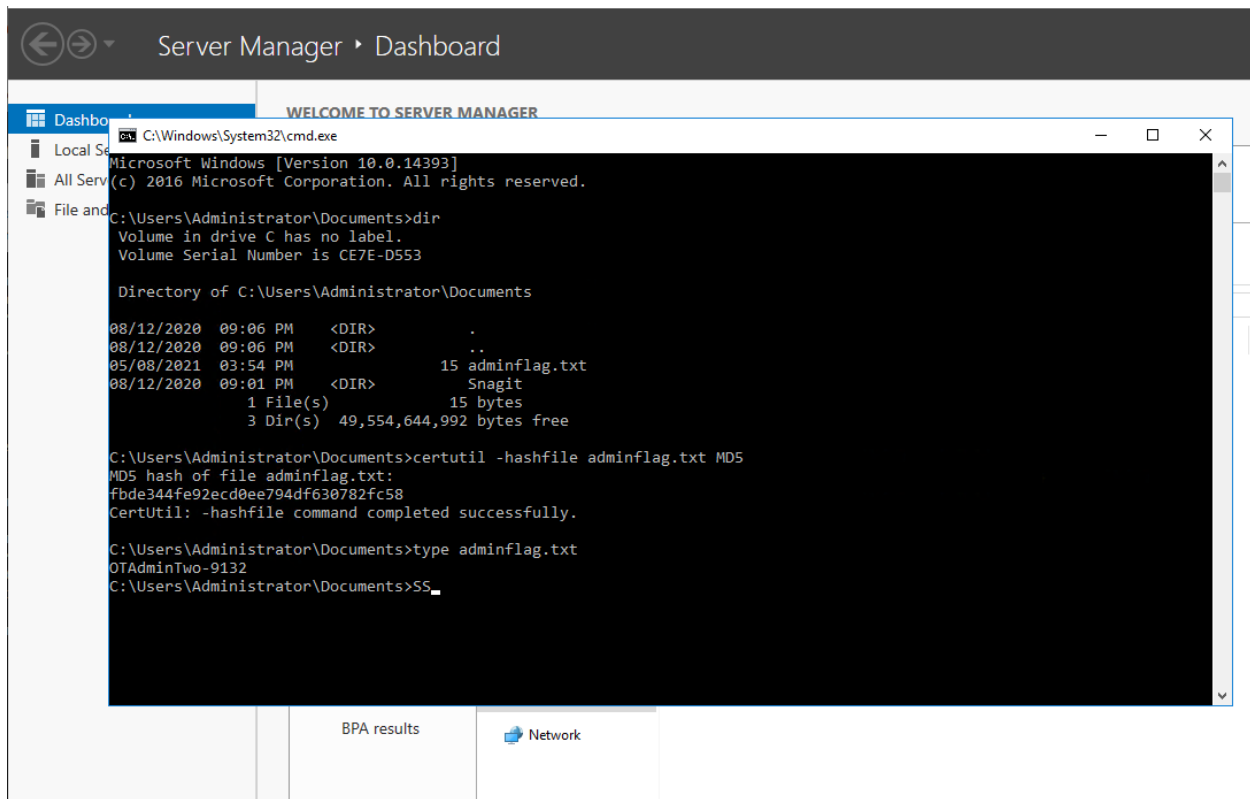 Server Manager ‣ Dashboard
WELCOME TO SERVER MANAGER
Dashbo
Local Se
All Serv
File and
C:\Windows\System32\cmd.exe
Microsoft Windows [Version 10.0.14393]
(c) 2016 Microsoft Corporation. All rights reserved.
C:\Users\Administrator\Documents>dir
Volume in drive C has no label.
Volume Serial Number is CE7E-D553
Directory of C:\Users\Administrator\Documents
08/12/2020  09:06 PM    <DIR>          .
08/12/2020  09:06 PM    <DIR>          ..
05/08/2021  03:54 PM                15 adminflag.txt
08/12/2020  09:01 PM    <DIR>          Snagit
1 File(s)             15 bytes
3 Dir(s)  49,554,644,992 bytes free
C:\Users\Administrator\Documents>certutil -hashfile adminflag.txt MD5
MD5 hash of file adminflag.txt:
fbde344fe92ecd0ee794df630782fc58
CertUtil: -hashfile command completed successfully.
C:\Users\Administrator\Documents>type adminflag.txt
OTAdminTwo-9132
C:\Users\Administrator\Documents>SS
BPA results
Network